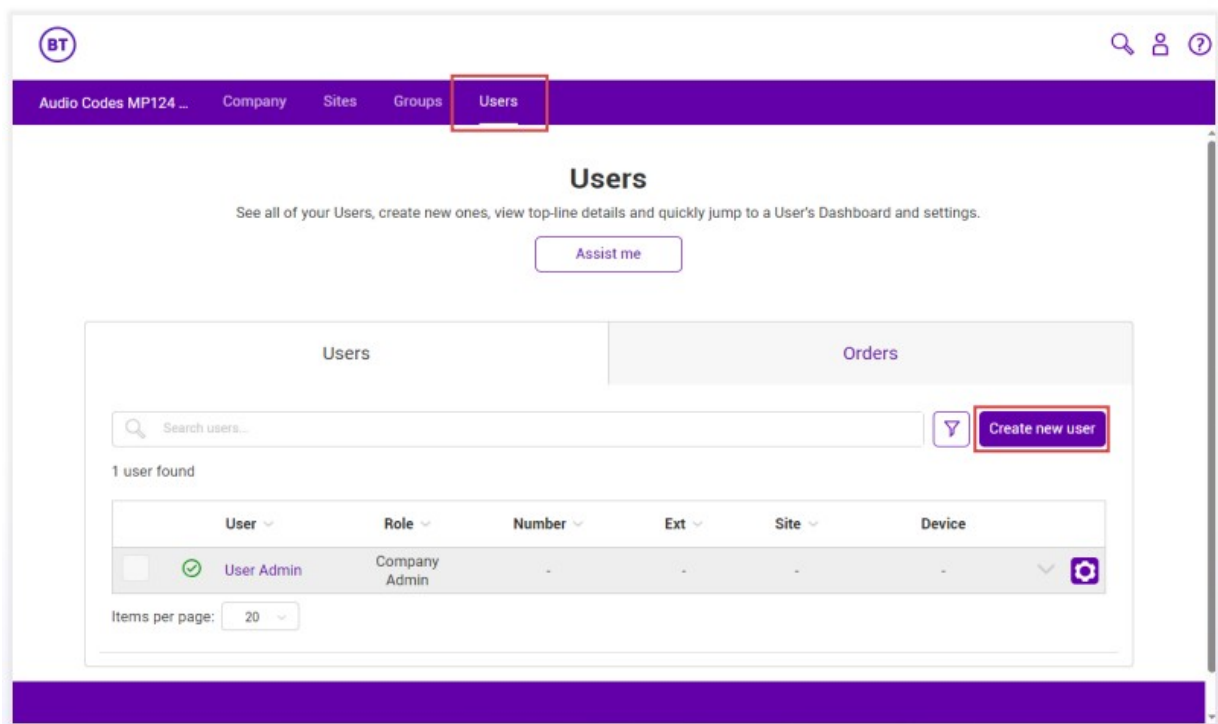 BT
Audio Codes MP124 ... Company Sites Groups Users
Users
See all of your Users, create new ones, view top-line details and quickly jump to a User's Dashboard and settings.
Assist me
Users Orders
Search users... Create new user
1 user found
User Role Number Ext Site Device
User Admin Company Admin - - - -
Items per page: 20